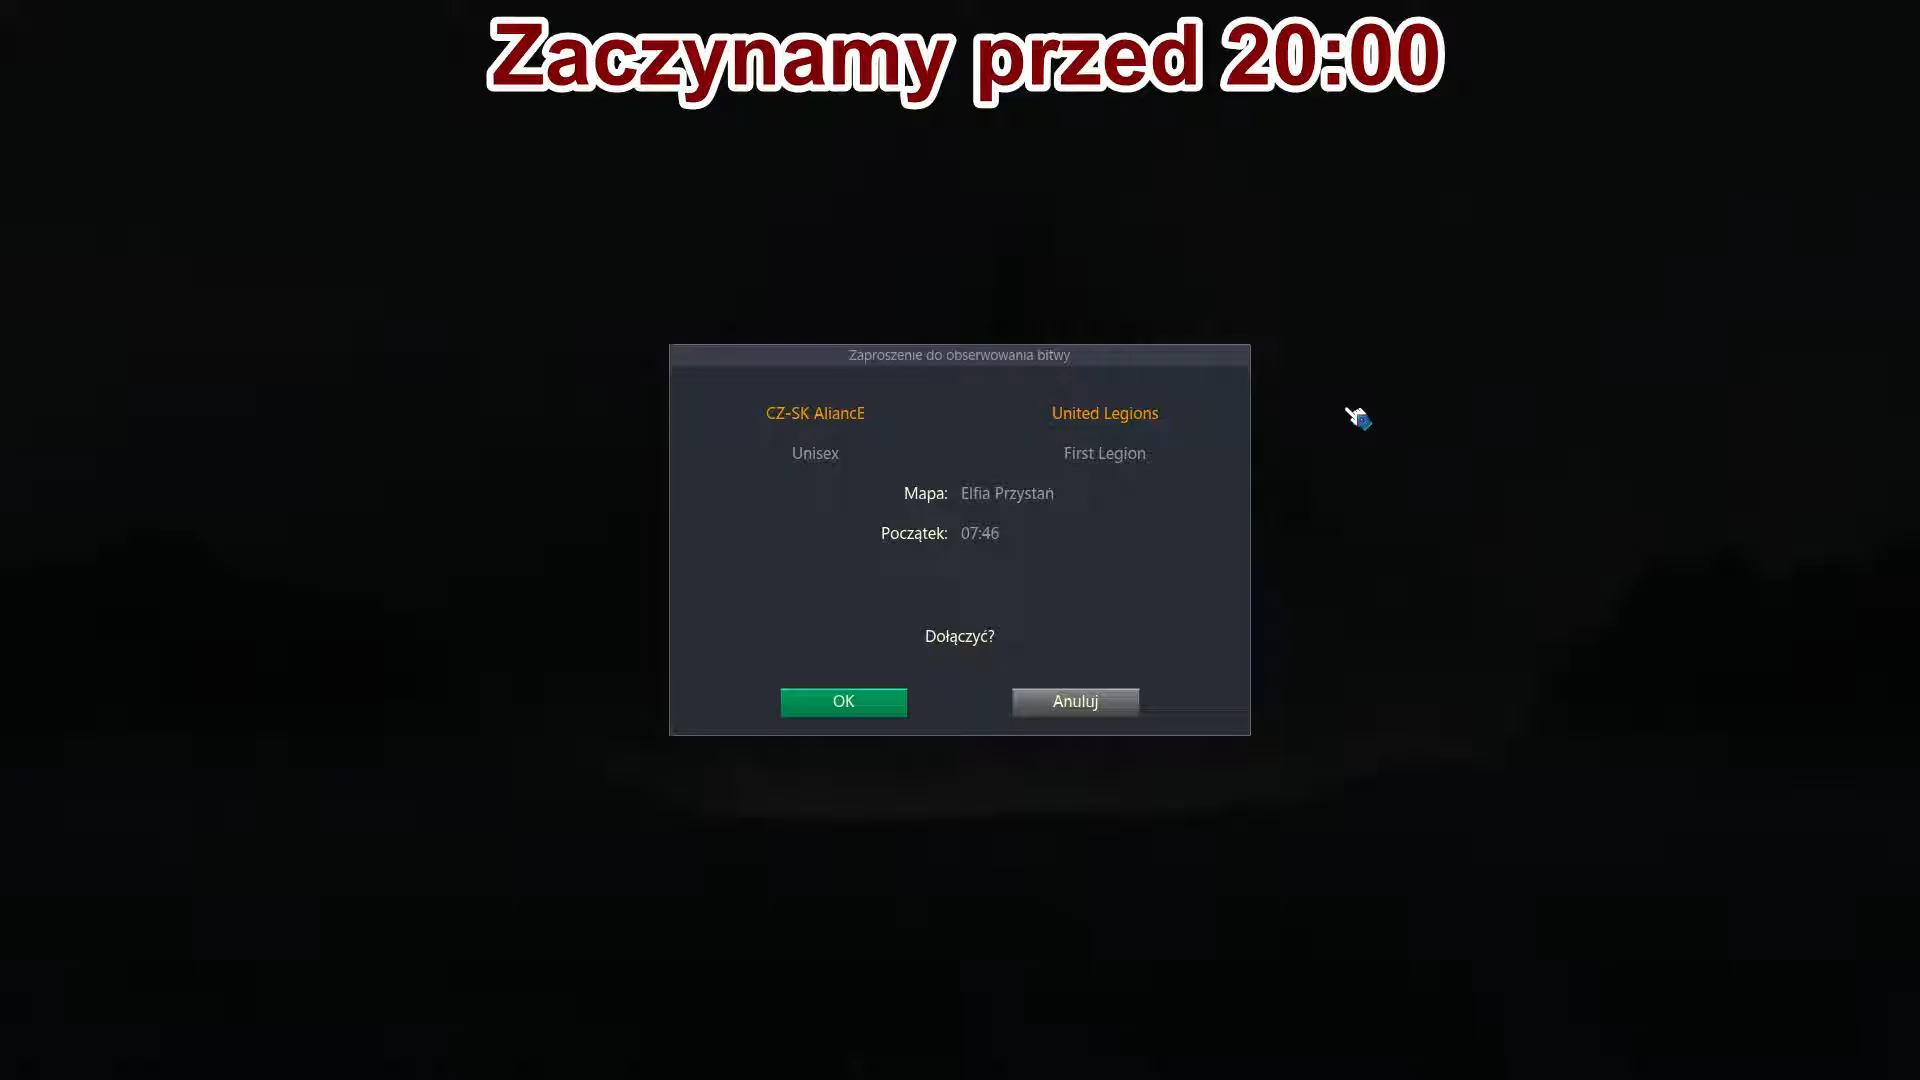 Zaczynamy przed 20:00
Zaproszenie do obserwowania bitwy
CZ-SK AliancE United Legions
Unisex First Legion
Mapa: Elfia Przystań
Początek: 07:46
Dołączyć?
OK Anuluj